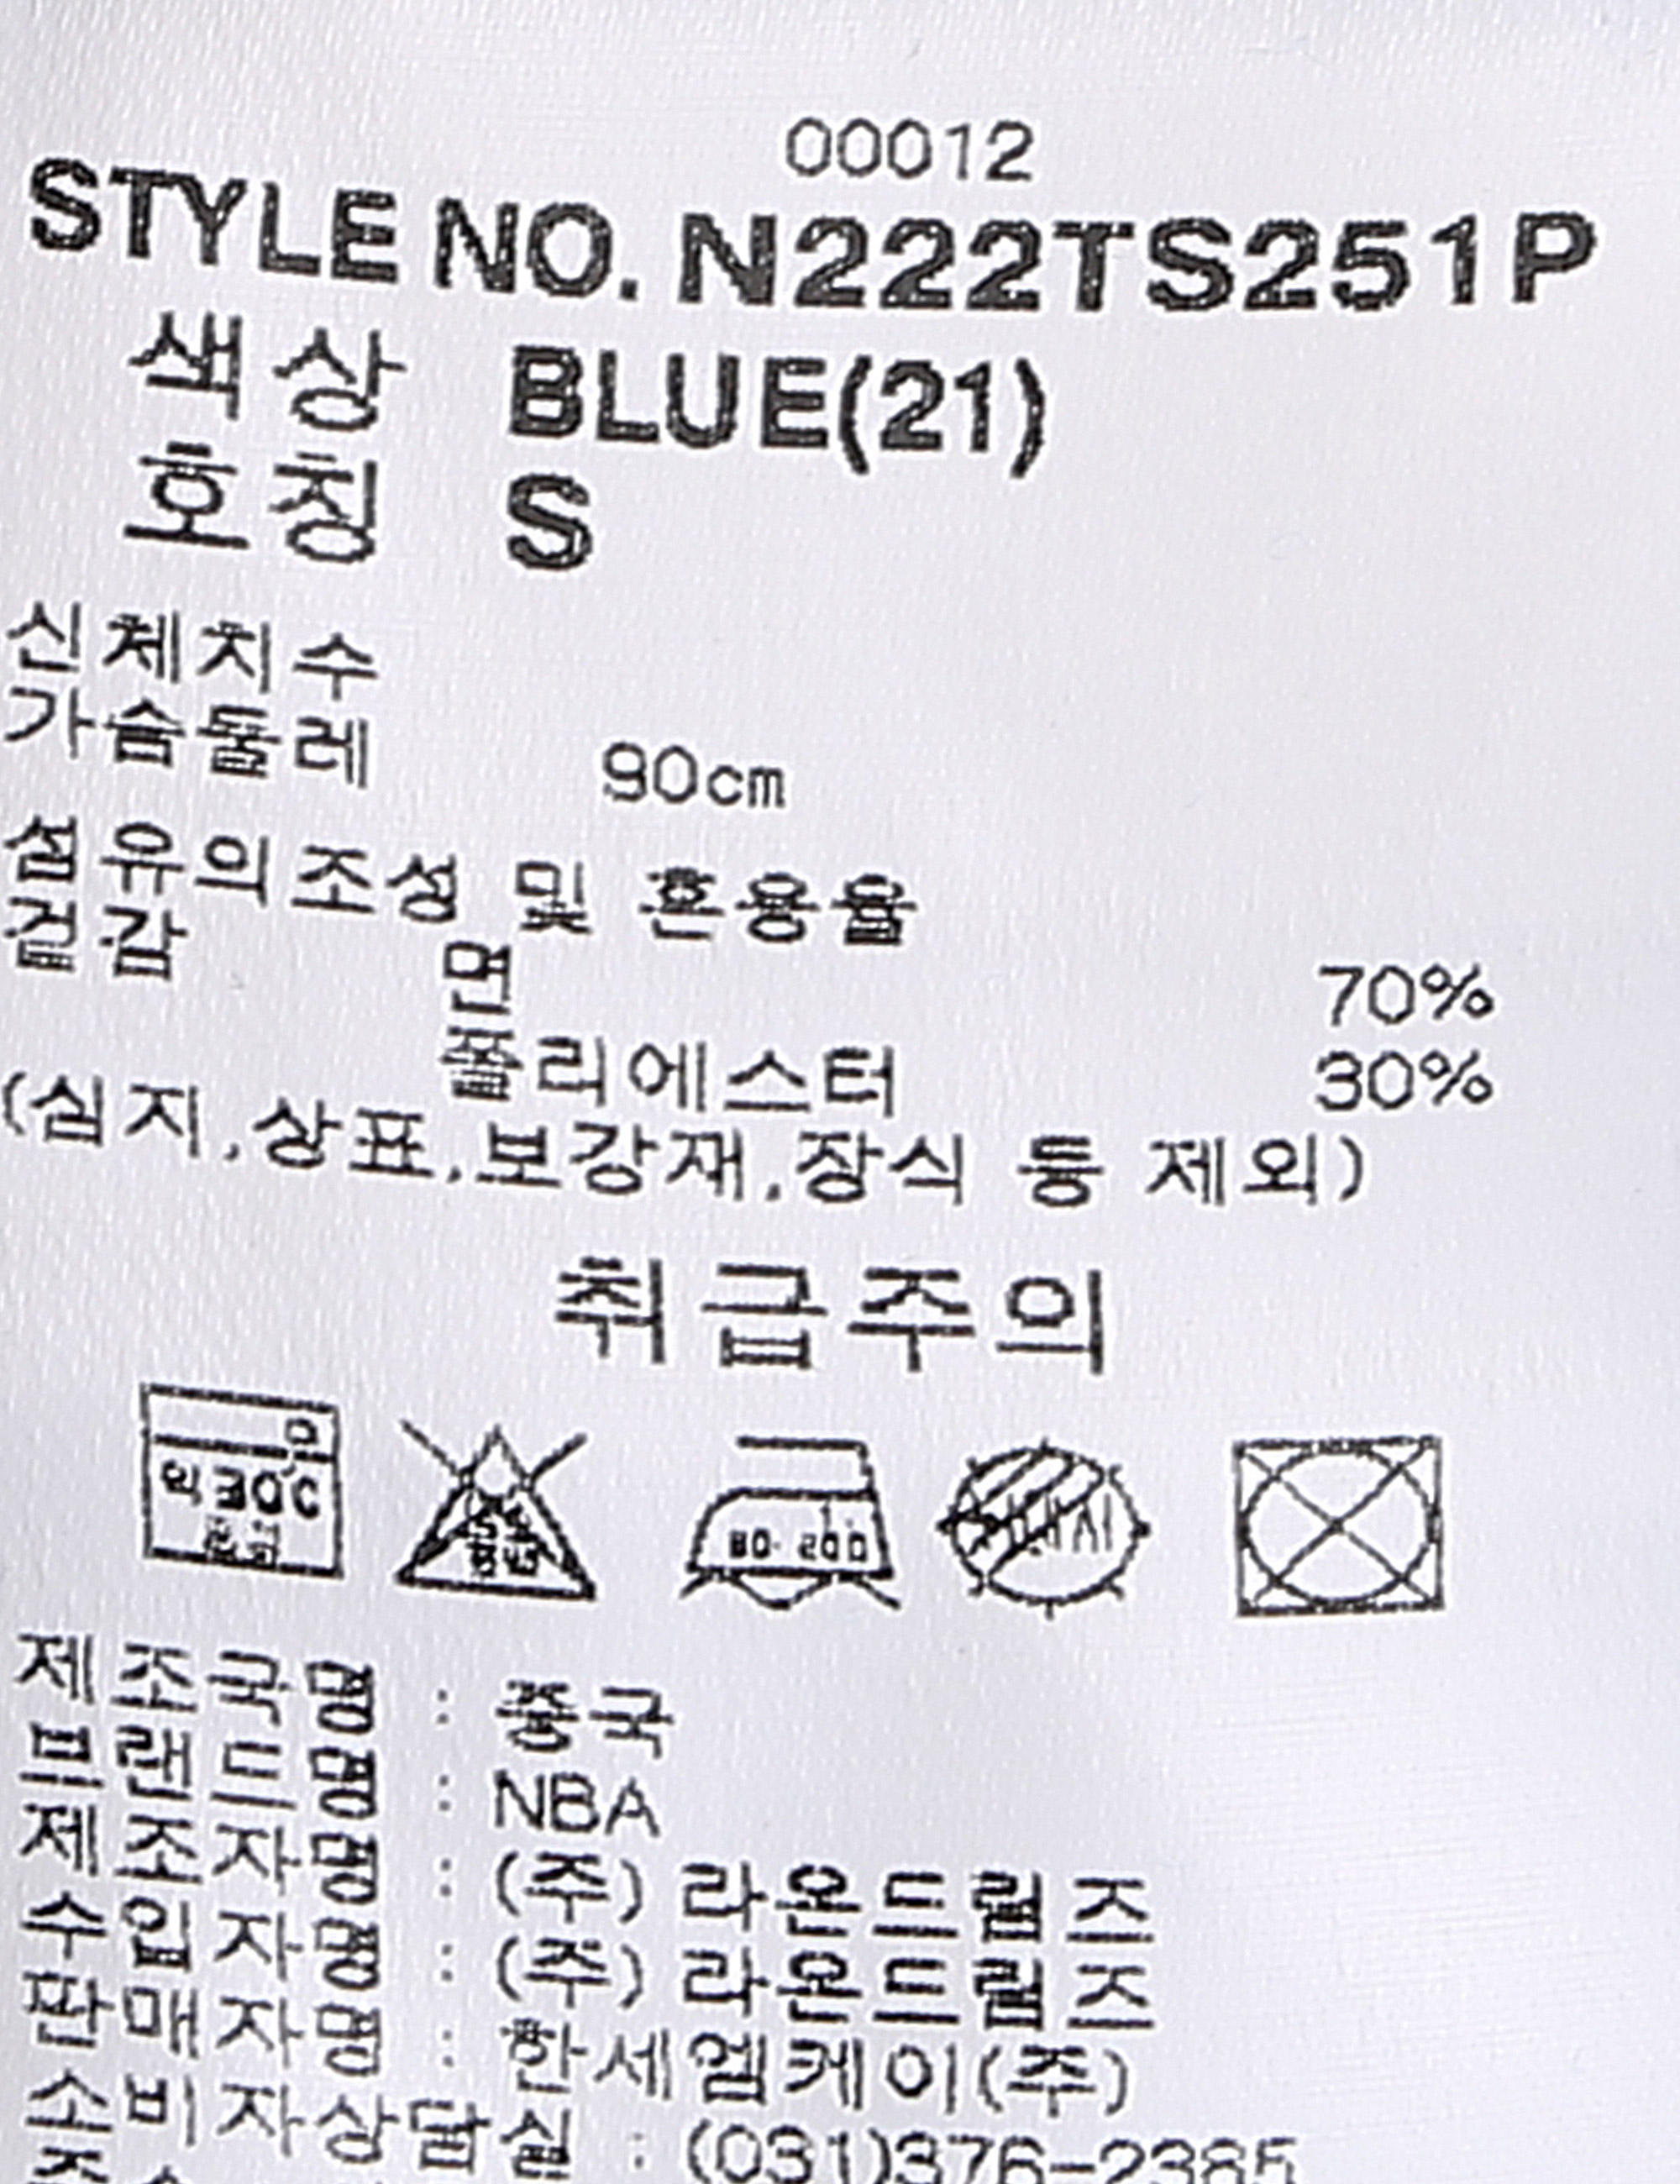 00012
STYLE NO. N222TS251P
색상 BLUE(21)
호칭 S
신체치수
가슴둘레 90cm
섬유의조성 및 혼용율
겉감 면 70%
폴리에스터 30%
(심지,상표,보강재,장식 등 제외)
취급주의
약 30℃
80-200
제조국명 : 중국
브랜드명 : NBA
제조자명 : (주) 라온드림즈
수입자명 : (주) 라온드림즈
판매자명 : 한세엠케이(주)
소비자상담실 : (031)376-2385